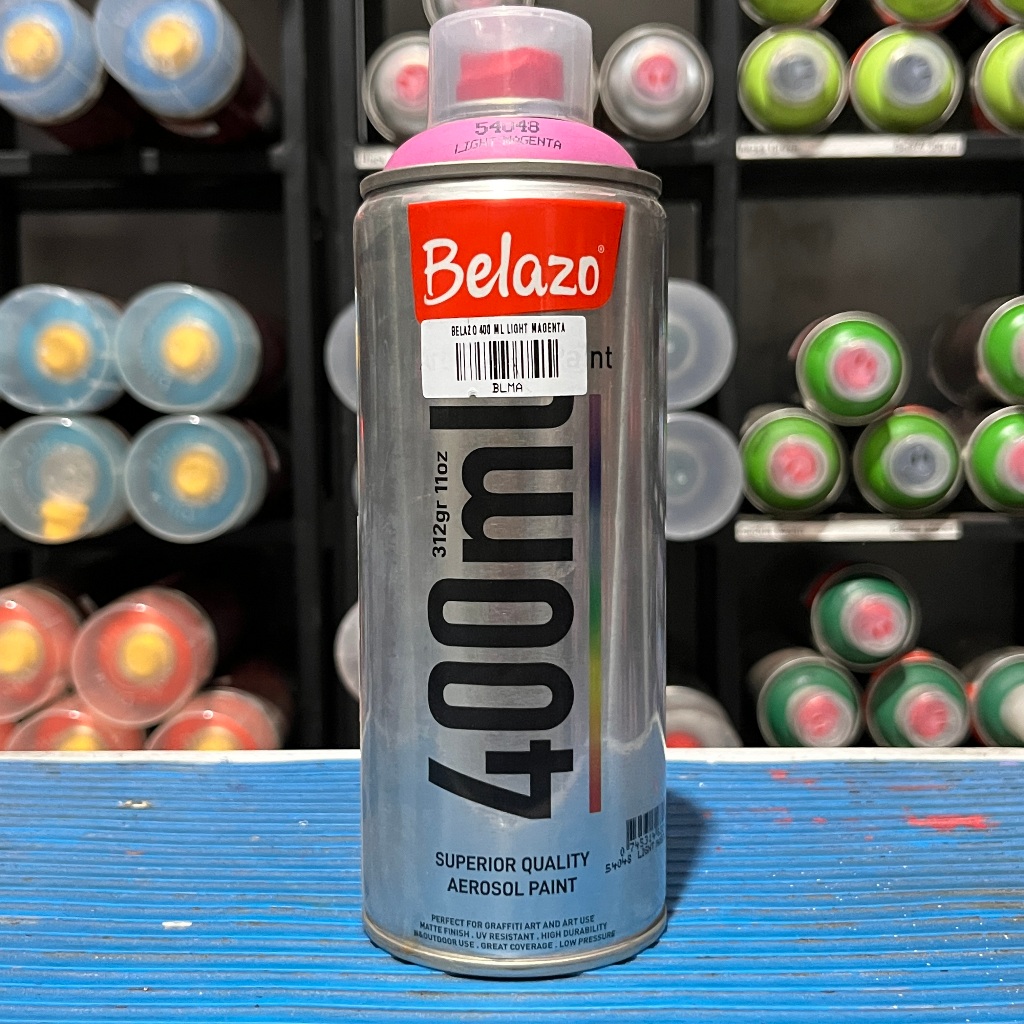 54048
LIGHT MAGENTA
Belazo®
BELAZO 400 ML LIGHT MAGENTA
BLMA
400ml
312gr 11oz
54048
SUPERIOR QUALITY
AEROSOL PAINT
PERFECT FOR GRAFFITI ART AND ART USE
MATTE FINISH . UV RESISTANT . HIGH DURABILITY
&OUTDOOR USE . GREAT COVERAGE . LOW PRESSURE